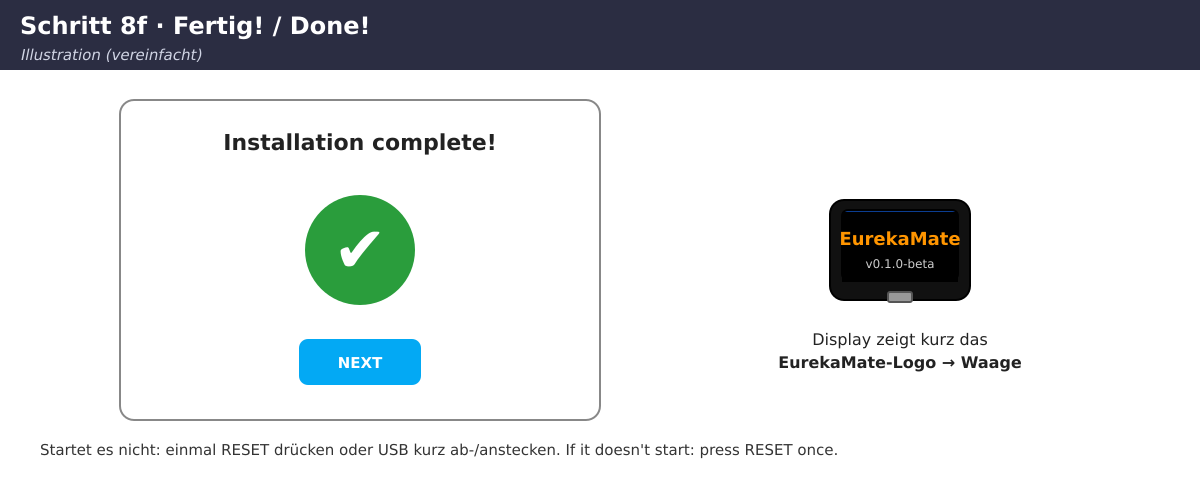 Schritt 8f · Fertig! / Done!
Illustration (vereinfacht)
Installation complete!
✔
NEXT
EurekaMate
v0.1.0-beta
Display zeigt kurz das
EurekaMate-Logo → Waage
Startet es nicht: einmal RESET drücken oder USB kurz ab-/anstecken. If it doesn't start: press RESET once.